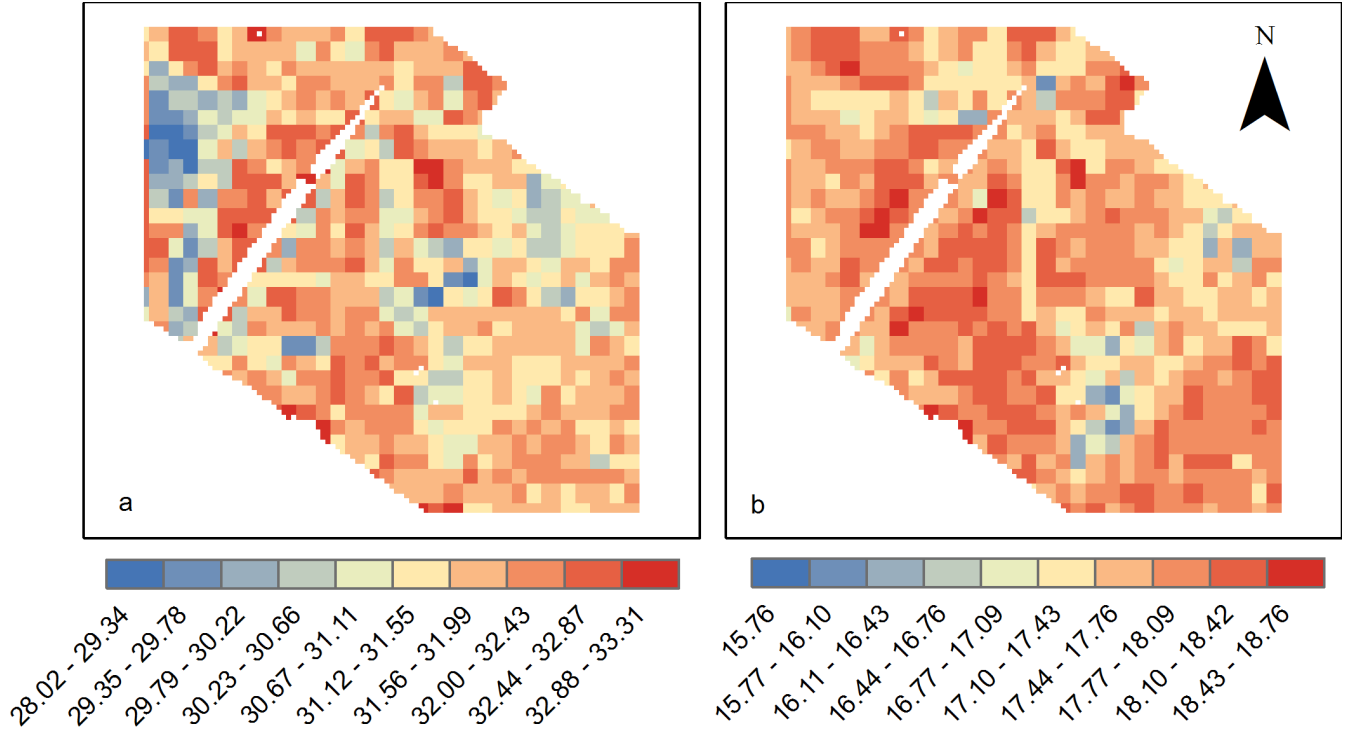 N
a
b
28.02 - 29.34
29.35 - 29.78
29.79 - 30.22
30.23 - 30.66
30.67 - 31.11
31.12 - 31.55
31.56 - 31.99
32.00 - 32.43
32.44 - 32.87
32.88 - 33.31
15.76
15.77 - 16.10
16.11 - 16.43
16.44 - 16.76
16.77 - 17.09
17.10 - 17.43
17.44 - 17.76
17.77 - 18.09
18.10 - 18.42
18.43 - 18.76